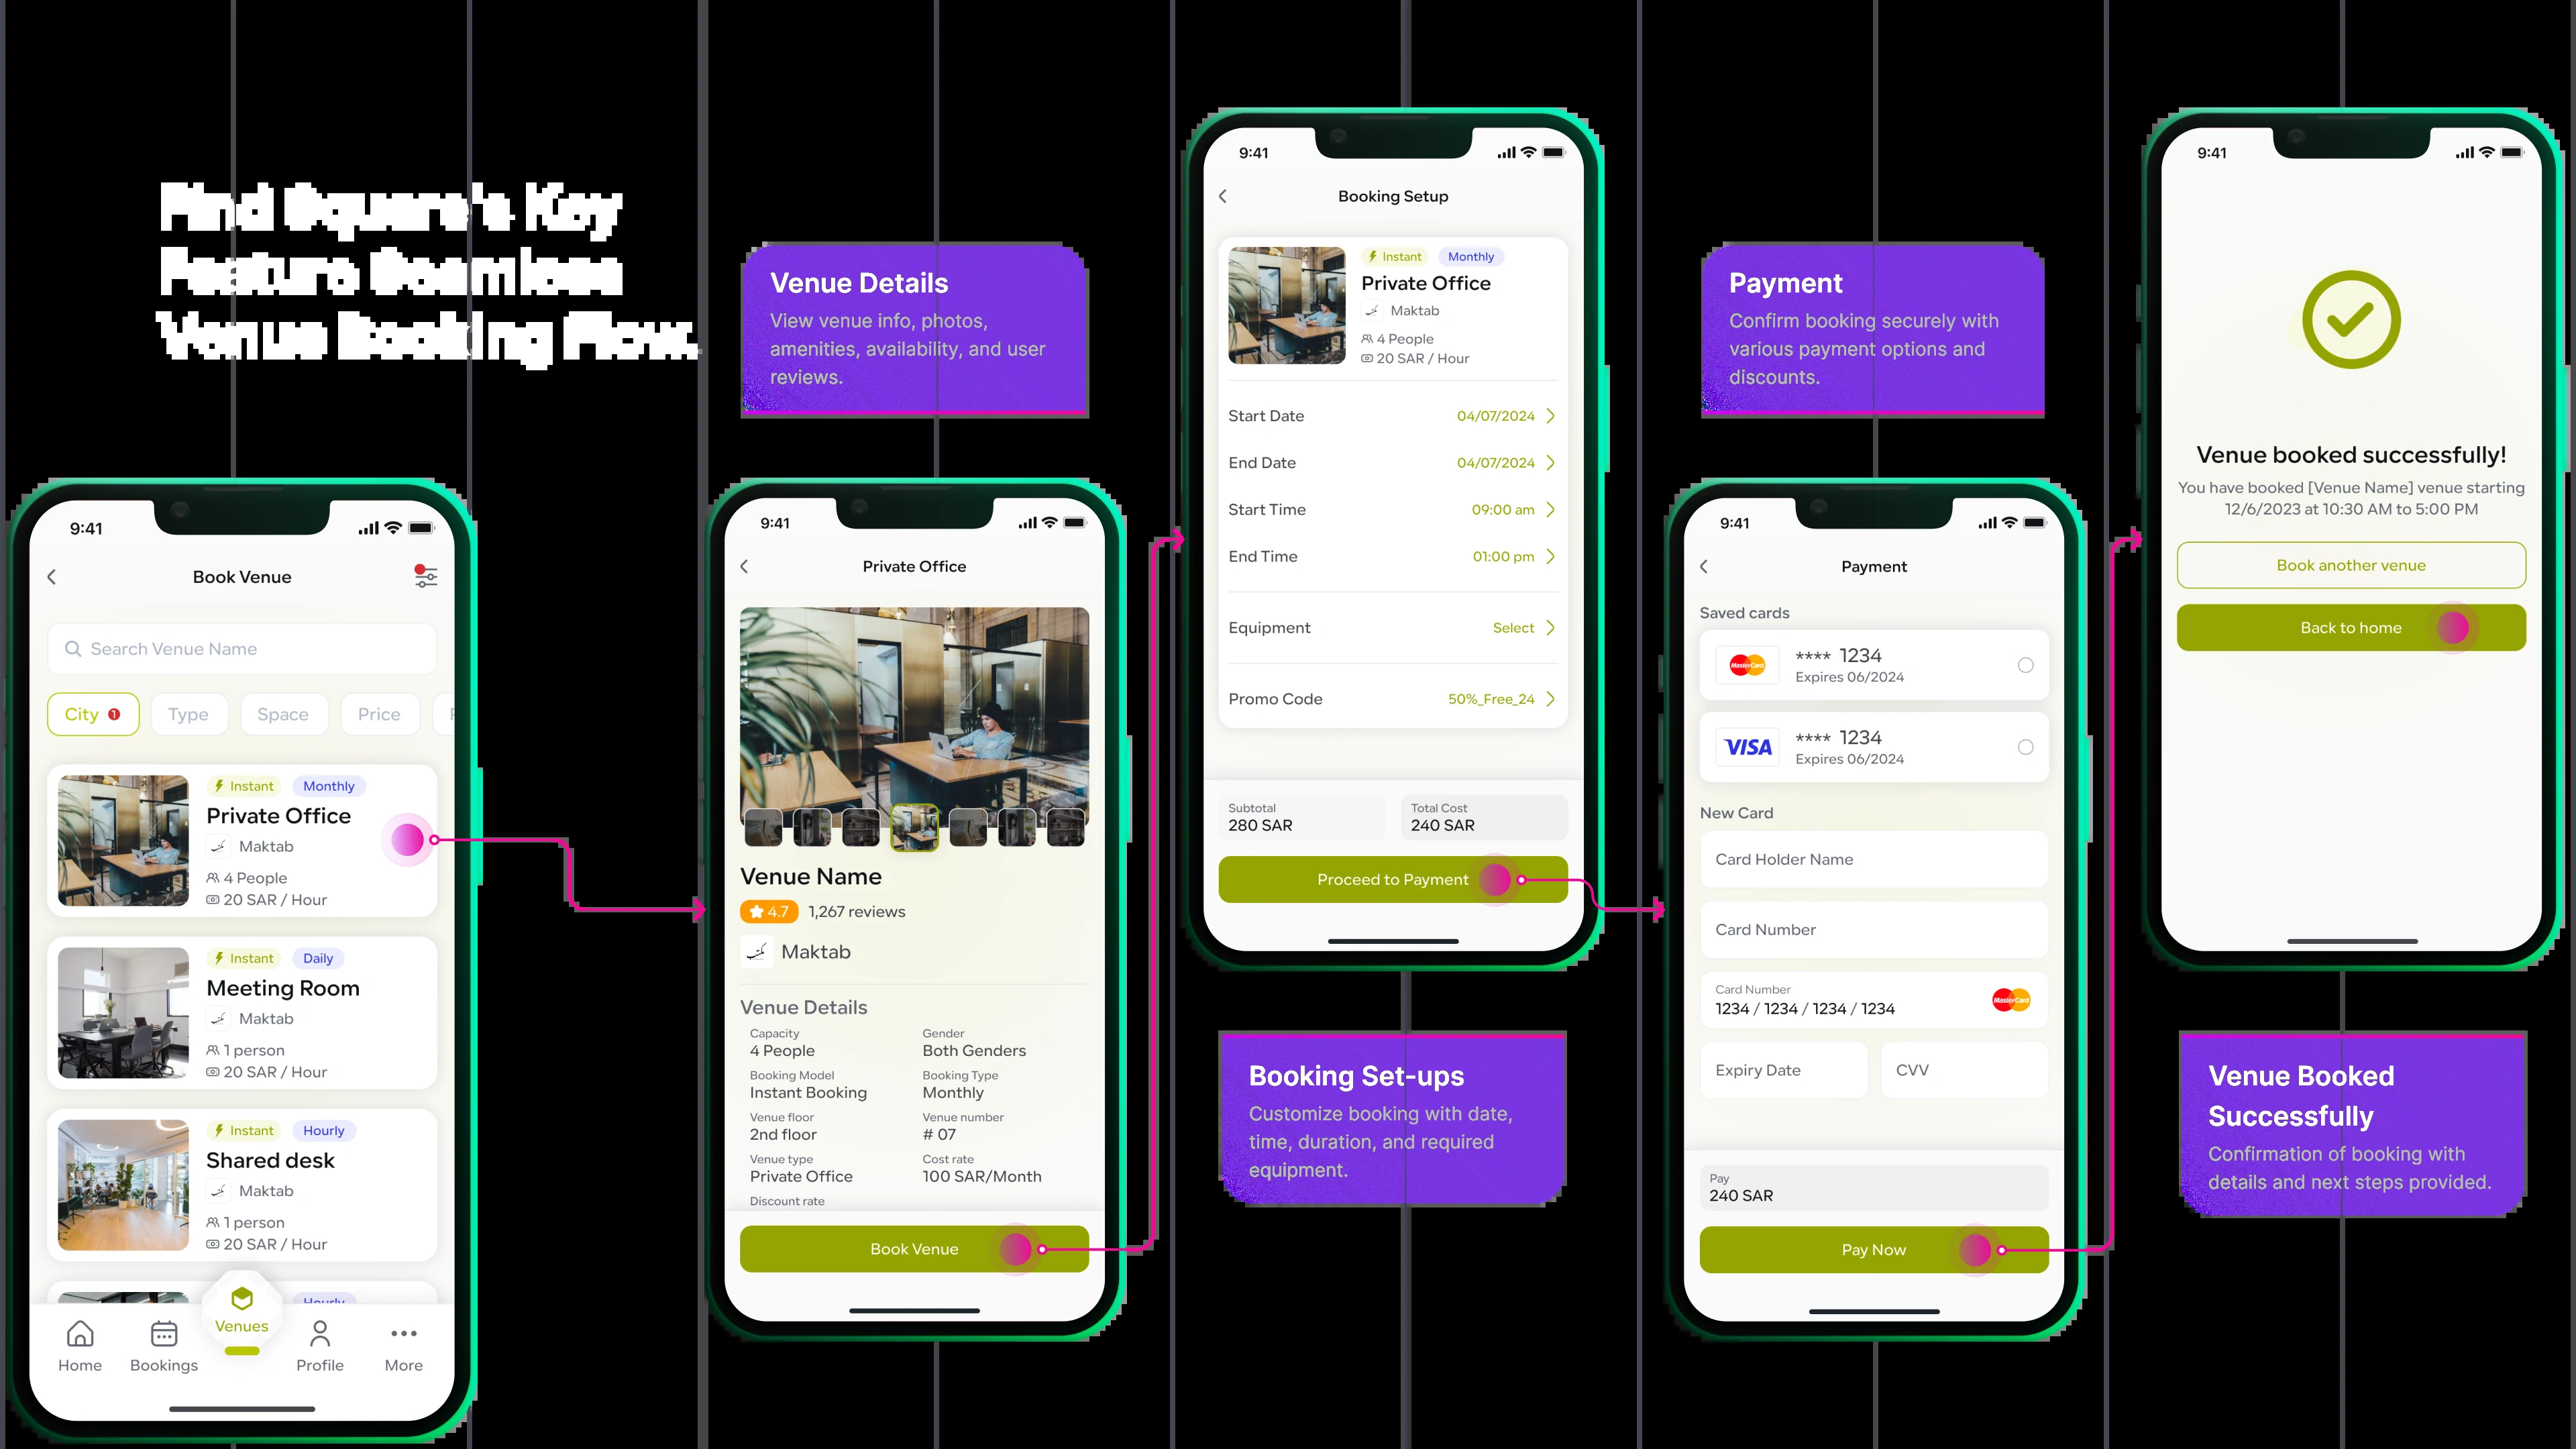 Find Square's Key
Feature Seamless
Venue Booking Flow.
9:41
Book Venue
Search Venue Name
City 1
Type
Space
Price
Instant
Monthly
Private Office
Maktab
4 People
20 SAR / Hour
Instant
Daily
Meeting Room
Maktab
1 person
20 SAR / Hour
Instant
Hourly
Shared desk
Maktab
1 person
20 SAR / Hour
Hourly
Home
Bookings
Venues
Profile
More
Venue Details
View venue info, photos,
amenities, availability, and user
reviews.
9:41
Private Office
Venue Name
4.7
1,267 reviews
Maktab
Venue Details
Capacity
4 People
Gender
Both Genders
Booking Model
Instant Booking
Booking Type
Monthly
Venue floor
2nd floor
Venue number
# 07
Venue type
Private Office
Cost rate
100 SAR/Month
Discount rate
Book Venue
9:41
Booking Setup
Instant
Monthly
Private Office
Maktab
4 People
20 SAR / Hour
Start Date
04/07/2024
End Date
04/07/2024
Start Time
09:00 am
End Time
01:00 pm
Equipment
Select
Promo Code
50%_Free_24
Subtotal
280 SAR
Total Cost
240 SAR
Proceed to Payment
Booking Set-ups
Customize booking with date,
time, duration, and required
equipment.
Payment
Confirm booking securely with
various payment options and
discounts.
9:41
Payment
Saved cards
MasterCard
**** 1234
Expires 06/2024
VISA
**** 1234
Expires 06/2024
New Card
Card Holder Name
Card Number
Card Number
1234 / 1234 / 1234 / 1234
MasterCard
Expiry Date
CVV
Pay
240 SAR
Pay Now
9:41
Venue booked successfully!
You have booked [Venue Name] venue starting
12/6/2023 at 10:30 AM to 5:00 PM
Book another venue
Back to home
Venue Booked
Successfully
Confirmation of booking with
details and next steps provided.